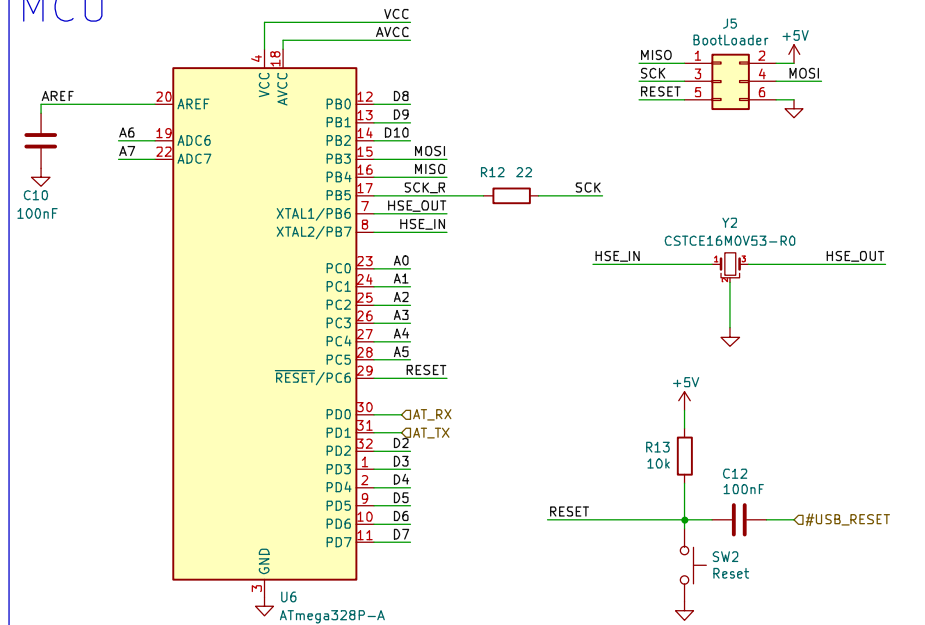 MCU
VCC
AVCC
4
18
VCC
AVCC
AREF
20
AREF
A6
19
ADC6
A7
22
ADC7
C10
100nF
PB0
12
D8
PB1
13
D9
PB2
14
D10
PB3
15
MOSI
PB4
16
MISO
PB5
17
SCK_R
XTAL1/PB6
7
HSE_OUT
XTAL2/PB7
8
HSE_IN
PC0
23
A0
PC1
24
A1
PC2
25
A2
PC3
26
A3
PC4
27
A4
PC5
28
A5
RESET/PC6
29
RESET
PD0
30
AT_RX
PD1
31
AT_TX
PD2
32
D2
PD3
1
D3
PD4
2
D4
PD5
9
D5
PD6
10
D6
PD7
11
D7
GND
3
U6
ATmega328P-A
R12 22
SCK
J5
BootLoader
+5V
MISO
1
2
SCK
3
4
MOSI
RESET
5
6
Y2
CSTCE16M0V53-R0
HSE_IN
1
3
HSE_OUT
2
+5V
R13
10k
C12
100nF
RESET
#USB_RESET
SW2
Reset